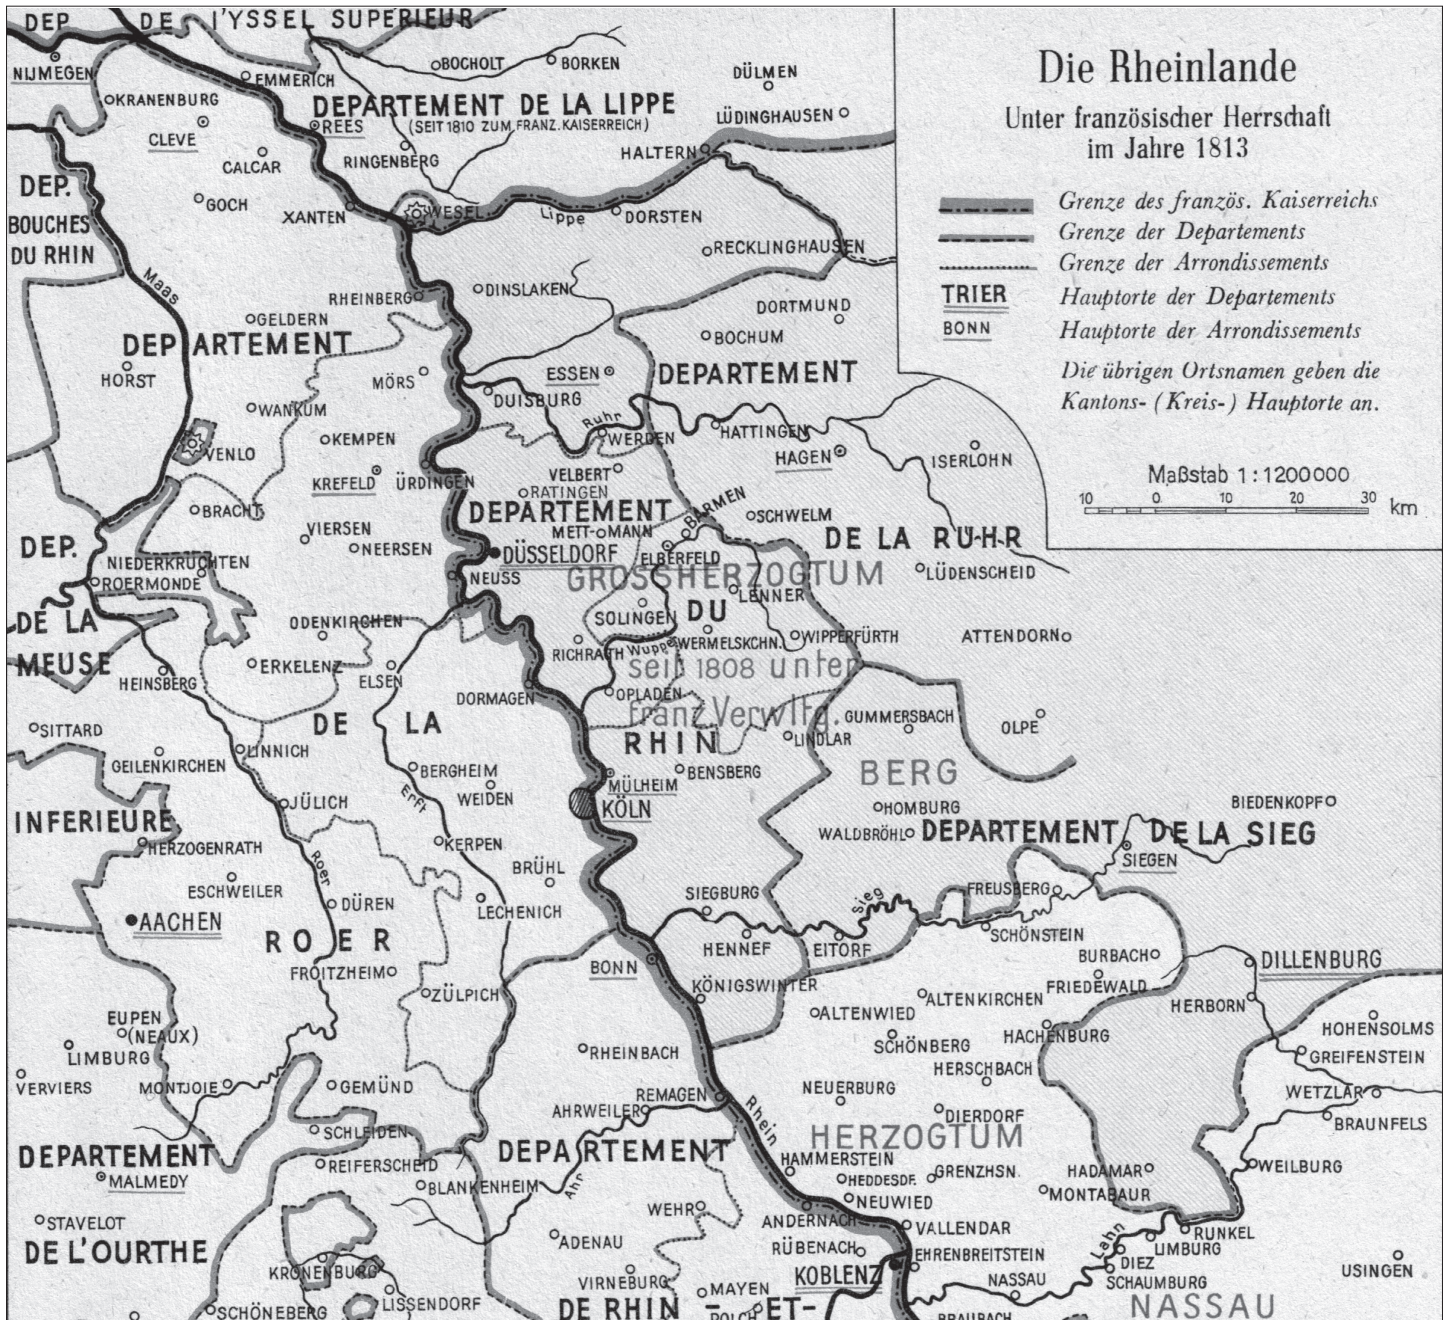 DEP. DE l'YSSEL SUPERIEUR
NIJMEGEN
EMMERICH
BOCHOLT
BORKEN
DÜLMEN
KRANENBURG
DEPARTEMENT DE LA LIPPE
(SEIT 1810 ZUM FRANZ. KAISERREICH)
LÜDINGHAUSEN
CLEVE
REES
CALCAR
RINGENBERG
HALTERN
DEP.
BOUCHES
DU RHIN
GOCH
XANTEN
WESEL
Lippe
DORSTEN
RECKLINGHAUSEN
Die Rheinlande
Unter französischer Herrschaft
im Jahre 1813
Grenze des französ. Kaiserreichs
Grenze der Departements
Grenze der Arrondissements
TRIER Hauptorte der Departements
BONN Hauptorte der Arrondissements
Die übrigen Ortsnamen geben die
Kantons- (Kreis-) Hauptorte an.
Maßstab 1:1200000
10 0 10 20 30 km
Maas
RHEINBERG
DINSLAKEN
GELDERN
DORTMUND
BOCHUM
DEPARTEMENT
HORST
MÖRS
ESSEN
DEPARTEMENT
DUISBURG
Ruhr
WANKUM
KEMPEN
WERDEN
HATTINGEN
HAGEN
ISERLOHN
VENLO
KREFELD
ÜRDINGEN
VELBERT
RATINGEN
BRACHT
DEPARTEMENT
BARMEN
SCHWELM
VIERSEN
NEERSEN
METTMANN
DE LA RUHR
DEP.
NIEDERKRUCHTEN
ROERMONDE
DÜSSELDORF
ELBERFELD
GROSSHERZOGTUM
NEUSS
LENNER
LÜDENSCHEID
DE LA
MEUSE
ODENKIRCHEN
SOLINGEN
DU
RICHRATH
Wupper
WERMELSKCHN.
WIPPERFÜRTH
ATTENDORN
HEINSBERG
ERKELENZ
ELSEN
seit 1808 unter
DORMAGEN
OPLADEN
franz. Verwltg.
SITTARD
LINNICH
DE LA
RHIN
LINDLAR
GUMMERSBACH
OLPE
GEILENKIRCHEN
BERGHEIM
WEIDEN
Erft
MÜLHEIM
BENSBERG
BERG
INFERIEURE
JÜLICH
KÖLN
HOMBURG
WALDBRÖHL
DEPARTEMENT DE LA SIEG
BIEDENKOPF
HERZOGENRATH
KERPEN
SIEGEN
ESCHWEILER
Roer
BRÜHL
AACHEN
DÜREN
LECHENICH
SIEGBURG
Sieg
FREUSBERG
ROER
HENNEF
EITORF
SCHÖNSTEIN
FROITZHEIM
BONN
BURBACH
DILLENBURG
ZÜLPICH
KÖNIGSWINTER
ALTENKIRCHEN
FRIEDEWALD
HERBORN
EUPEN
(NEAUX)
ALTENWIED
HACHENBURG
HOHENSOLMS
LIMBURG
RHEINBACH
SCHÖNBERG
GREIFENSTEIN
VERVIERS
MONTJOIE
GEMÜND
HERSCHBACH
REMAGEN
NEUERBURG
WETZLAR
AHRWEILER
Rhein
DIERDORF
BRAUNFELS
SCHLEIDEN
HERZOGTUM
DEPARTEMENT
DEPARTEMENT
MALMEDY
REIFERSCHEID
HAMMERSTEIN
WEILBURG
BLANKENHEIM
Ahr
HEDDESDF.
GRENZHSN.
HADAMAR
NEUWIED
MONTABAUR
STAVELOT
WEHR
ANDERNACH
VALLENDAR
RUNKEL
DE L'OURTHE
ADENAU
RÜBENACH
EHRENBREITSTEIN
Lahn
LIMBURG
DIEZ
KRONENBURG
VIRNEBURG
KOBLENZ
NASSAU
SCHAUMBURG
USINGEN
MAYEN
SCHÖNEBERG
LISSENDORF
DE RHIN-ET-
POLCH
BRAUBACH
NASSAU